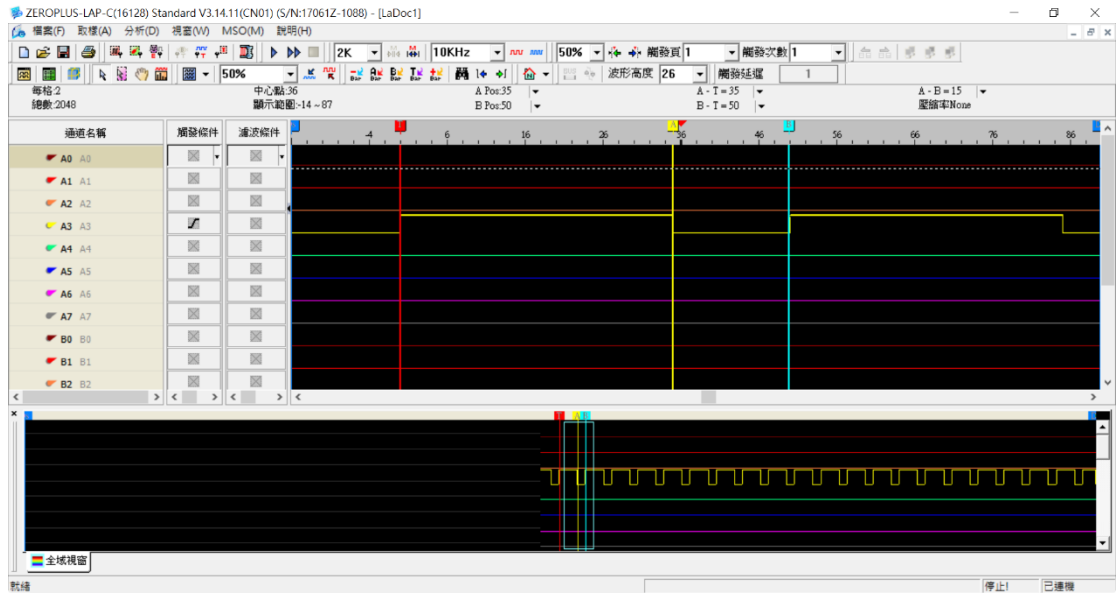 ZEROPLUS-LAP-C(16128) Standard V3.14.11(CN01) (S/N:17061Z-1088) - [LaDoc1]
檔案(F) 取樣(A) 分析(D) 視窗(W) MSO(M) 說明(H)
2K 10KHz 50% 觸發頁 1 觸發次數 1
50% Bar Bar Bar Bar Bar 波形高度 26 觸發延遲 1
每格:2 中心點:36 A Pos:35 A - T = 35 A - B = 15
總數:2048 顯示範圍:-14 ~ 87 B Pos:50 B - T = 50 壓縮率None
通道名稱 觸發條件 濾波條件 -4 T 6 16 26 A 36 46 B 56 66 76 86
A0 A0
A1 A1
A2 A2
A3 A3
A4 A4
A5 A5
A6 A6
A7 A7
B0 B0
B1 B1
B2 B2
T A B
全域視窗
就緒 停止! 已連機